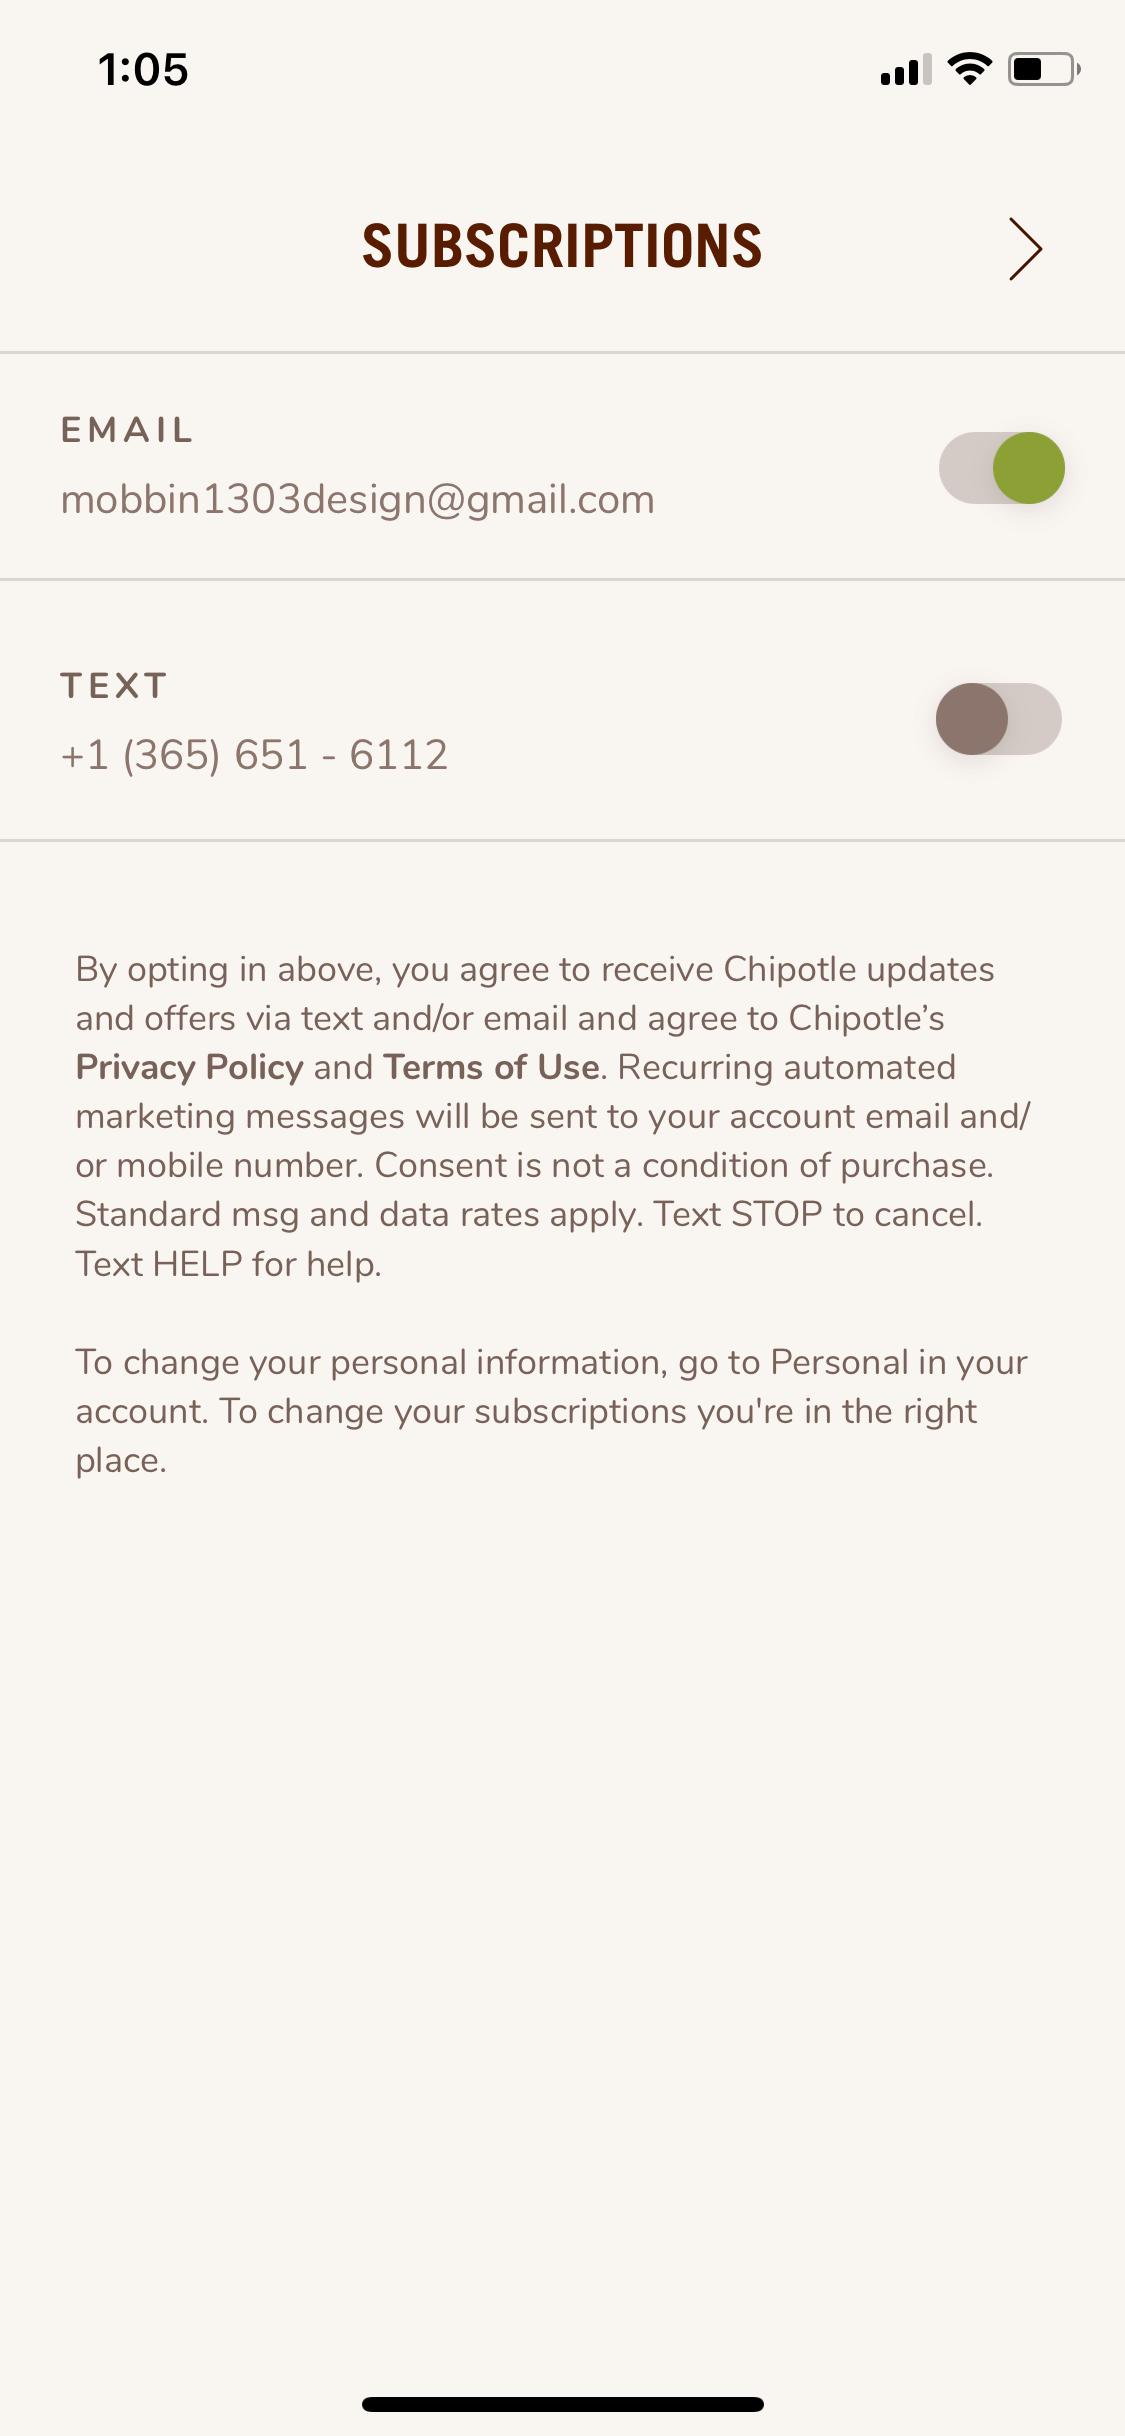 1:05
SUBSCRIPTIONS
EMAIL
mobbin1303design@gmail.com
TEXT
+1 (365) 651 - 6112
By opting in above, you agree to receive Chipotle updates
and offers via text and/or email and agree to Chipotle’s
Privacy Policy and Terms of Use. Recurring automated
marketing messages will be sent to your account email and/
or mobile number. Consent is not a condition of purchase.
Standard msg and data rates apply. Text STOP to cancel.
Text HELP for help.
To change your personal information, go to Personal in your
account. To change your subscriptions you're in the right
place.